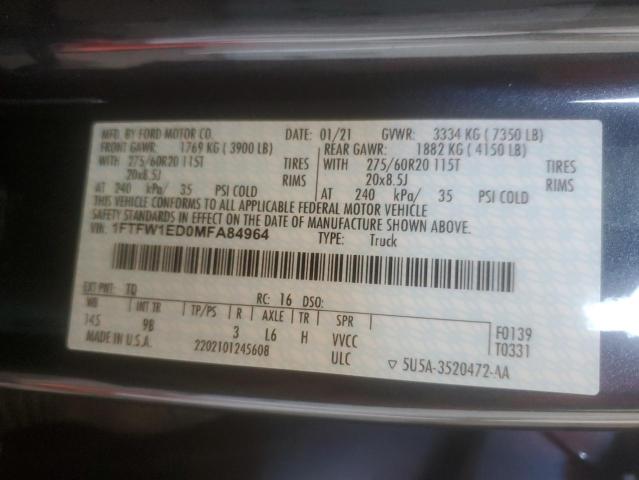 MFD. BY FORD MOTOR CO. DATE: 01/21 GVWR: 3334 KG ( 7350 LB)
FRONT GAWR: 1769 KG ( 3900 LB) REAR GAWR: 1882 KG ( 4150 LB)
WITH 275/60R20 115T TIRES WITH 275/60R20 115T TIRES
20x8.5J RIMS 20x8.5J RIMS
AT 240 kPa/ 35 PSI COLD AT 240 kPa/ 35 PSI COLD
THIS VEHICLE CONFORMS TO ALL APPLICABLE FEDERAL MOTOR VEHICLE
SAFETY STANDARDS IN EFFECT ON THE DATE OF MANUFACTURE SHOWN ABOVE.
VIN: 1FTFW1ED0MFA84964 TYPE: Truck
EXT PNT: TQ RC: 16 DSO:
WB INT TR TP/PS R AXLE TR SPR
145 9B 3 L6 H VVCC F0139
MADE IN U.S.A. 2202101245608 ULC T0331
▽ 5U5A-3520472-AA